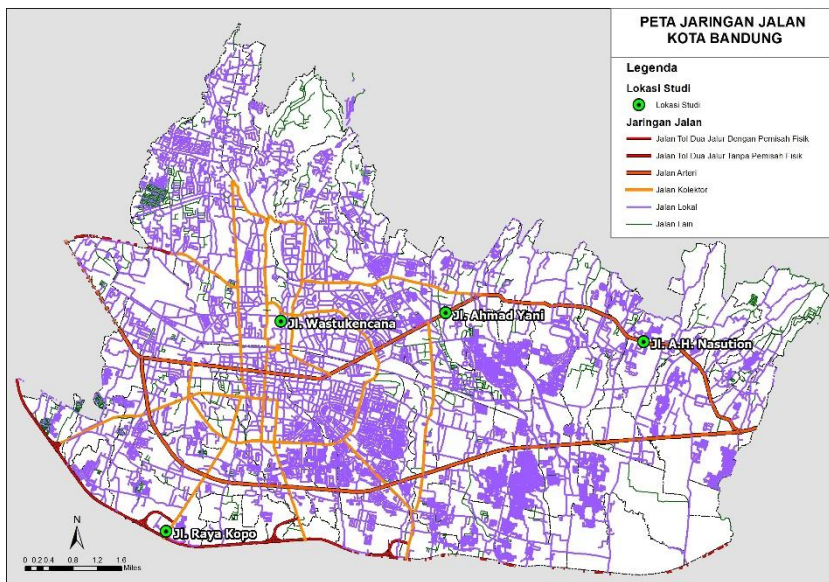 PETA JARINGAN JALAN
KOTA BANDUNG
Legenda
Lokasi Studi
Lokasi Studi
Jaringan Jalan
Jalan Tol Dua Jalur Dengan Pemisah Fisik
Jalan Tol Dua Jalur Tanpa Pemisah Fisik
Jalan Arteri
Jalan Kolektor
Jalan Lokal
Jalan Lain
Jl. Wastukencana
Jl. Ahmad Yani
Jl. A.H. Nasution
Jl. Raya Kopo
N
0 0.2 0.4 0.8 1.2 1.6
Miles